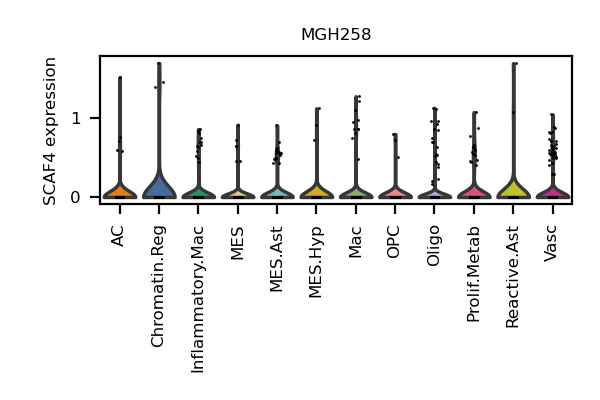 MGH258
SCAF4 expression
1
0
AC
Chromatin.Reg
Inflammatory.Mac
MES
MES.Ast
MES.Hyp
Mac
OPC
Oligo
Prolif.Metab
Reactive.Ast
Vasc